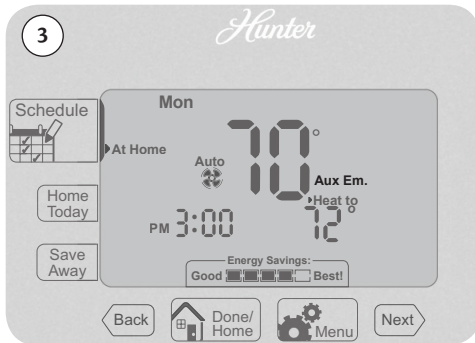 3
Hunter
Schedule
Mon
At Home
Auto
70°
Aux Em.
Heat to
Home
Today
PM 3:00
72°
Save
Away
Energy Savings:
Good Best!
Back
Done/
Home
Menu
Next